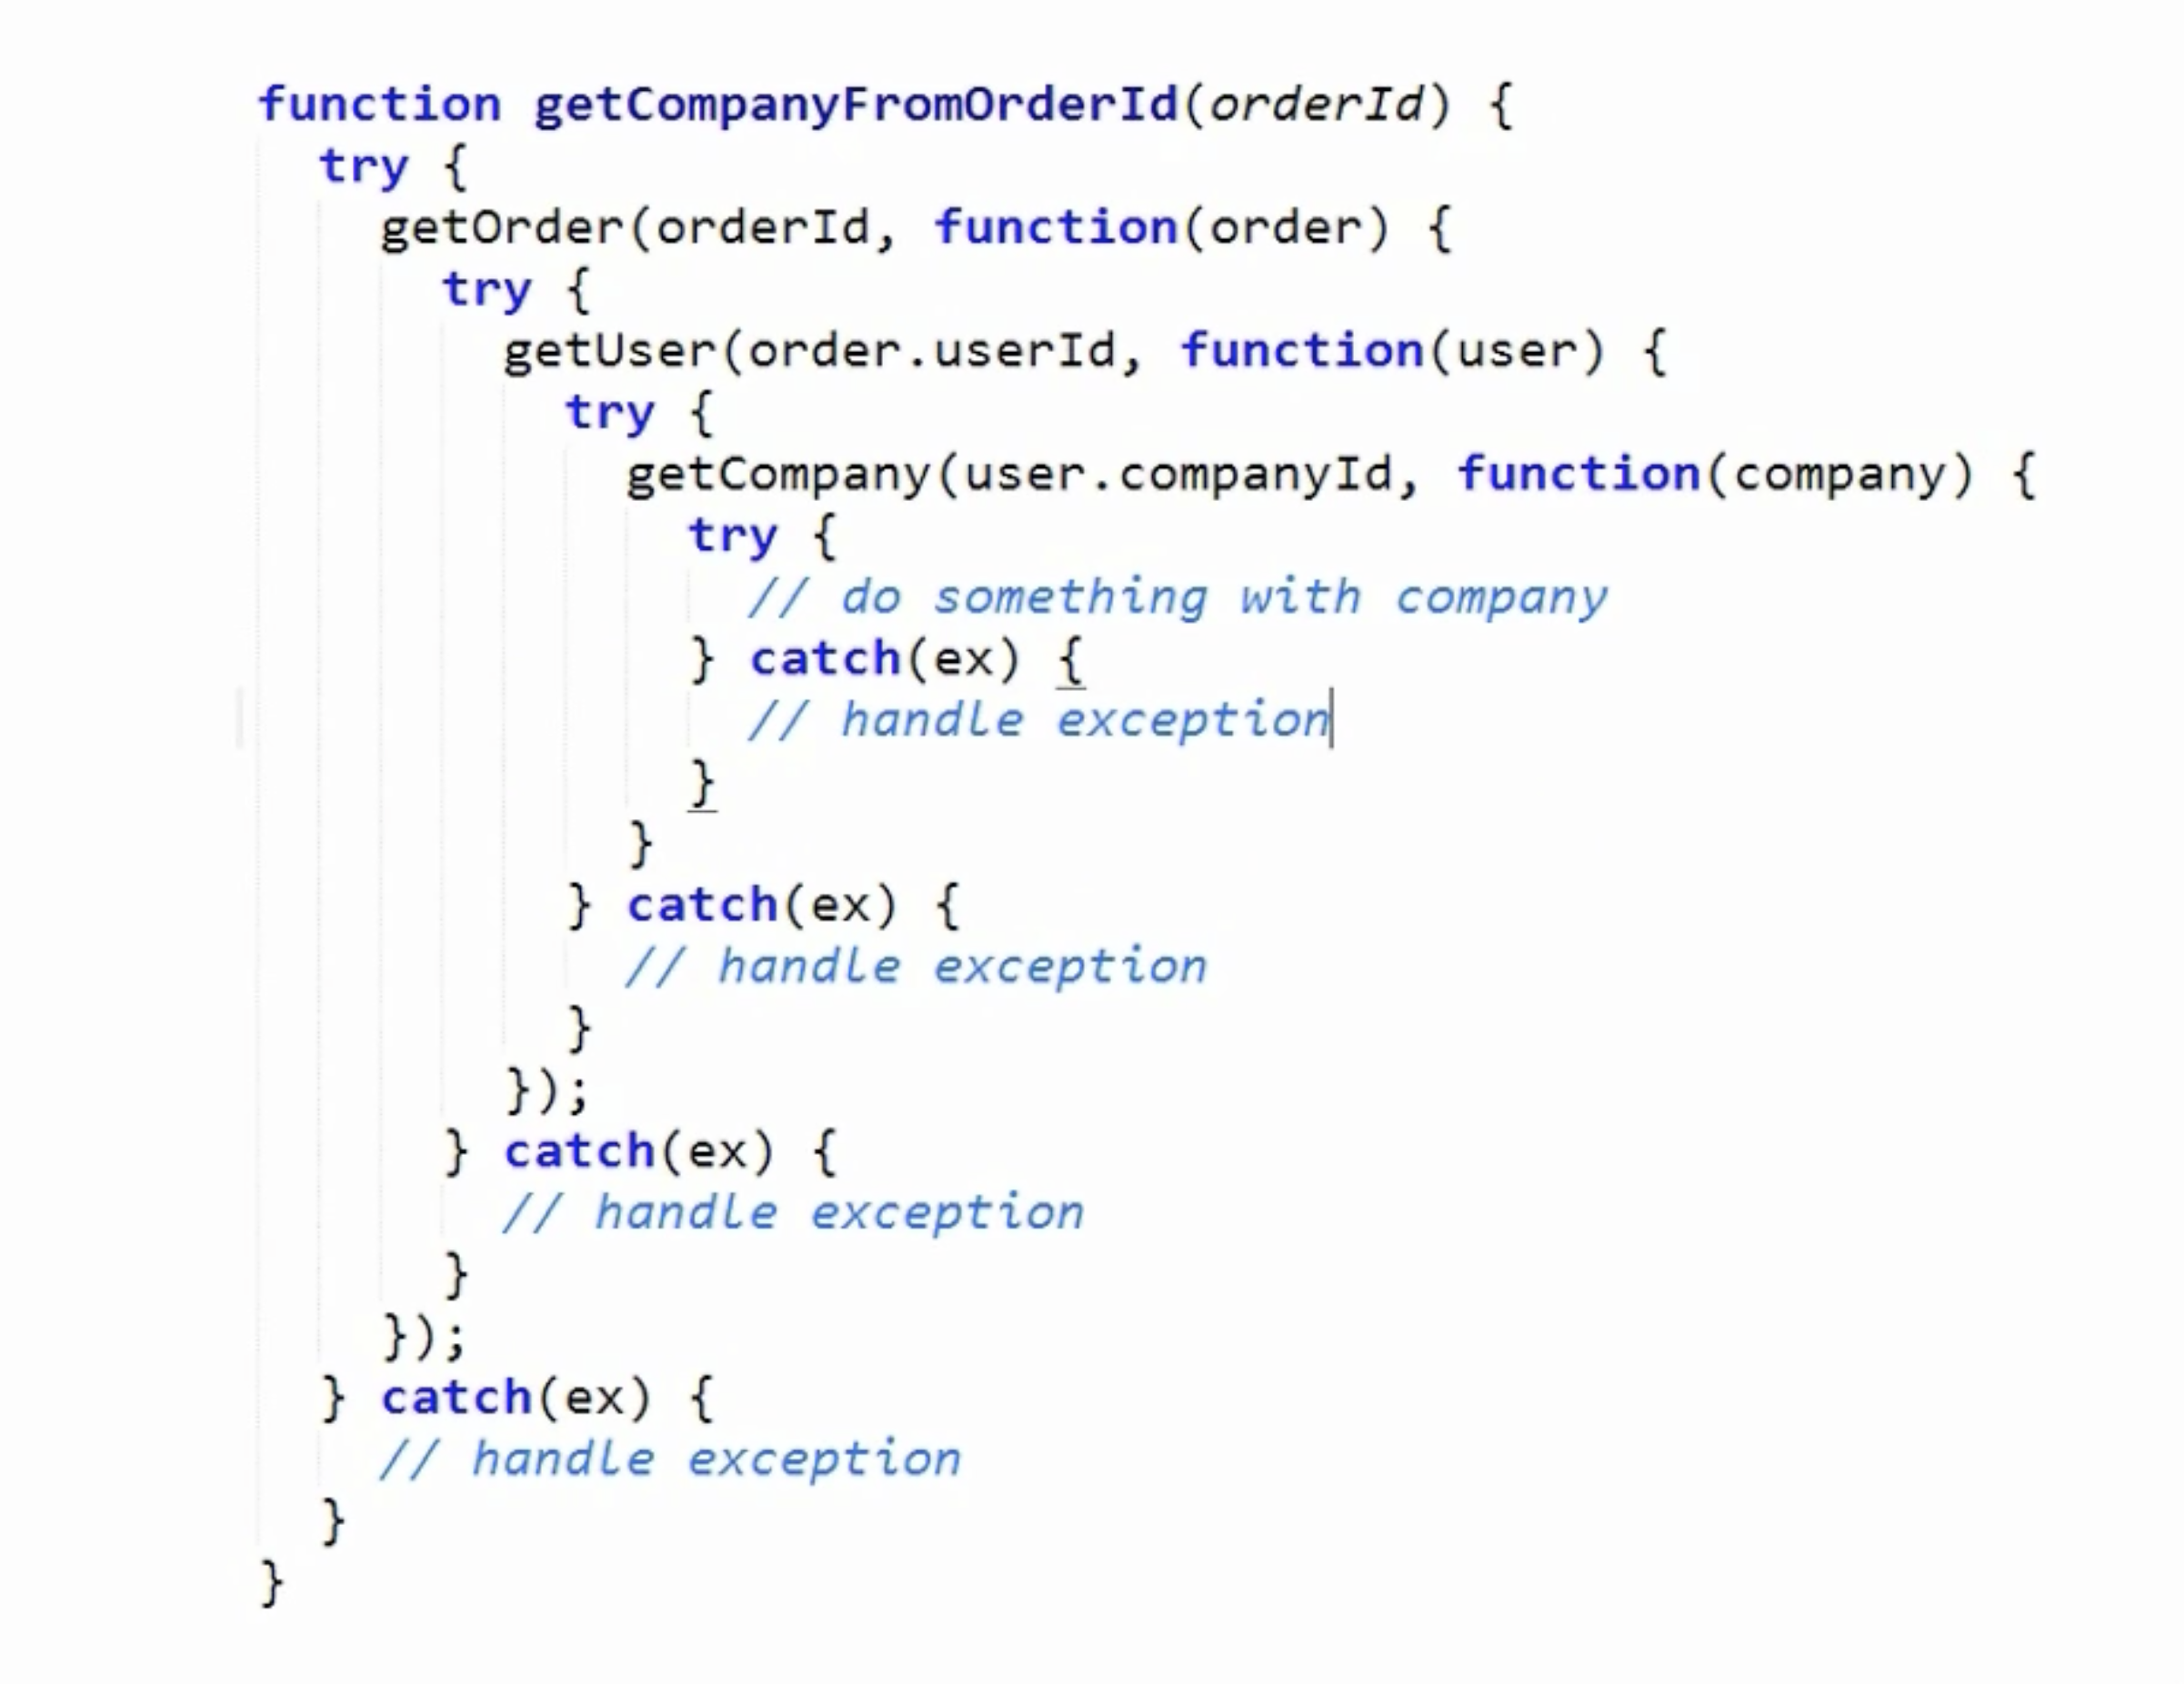 function getCompanyFromOrderId(orderId) {
  try {
    getOrder(orderId, function(order) {
      try {
        getUser(order.userId, function(user) {
          try {
            getCompany(user.companyId, function(company) {
              try {
                // do something with company
              } catch(ex) {
                // handle exception
              }
            }
          } catch(ex) {
            // handle exception
          }
        });
      } catch(ex) {
        // handle exception
      }
    });
  } catch(ex) {
    // handle exception
  }
}